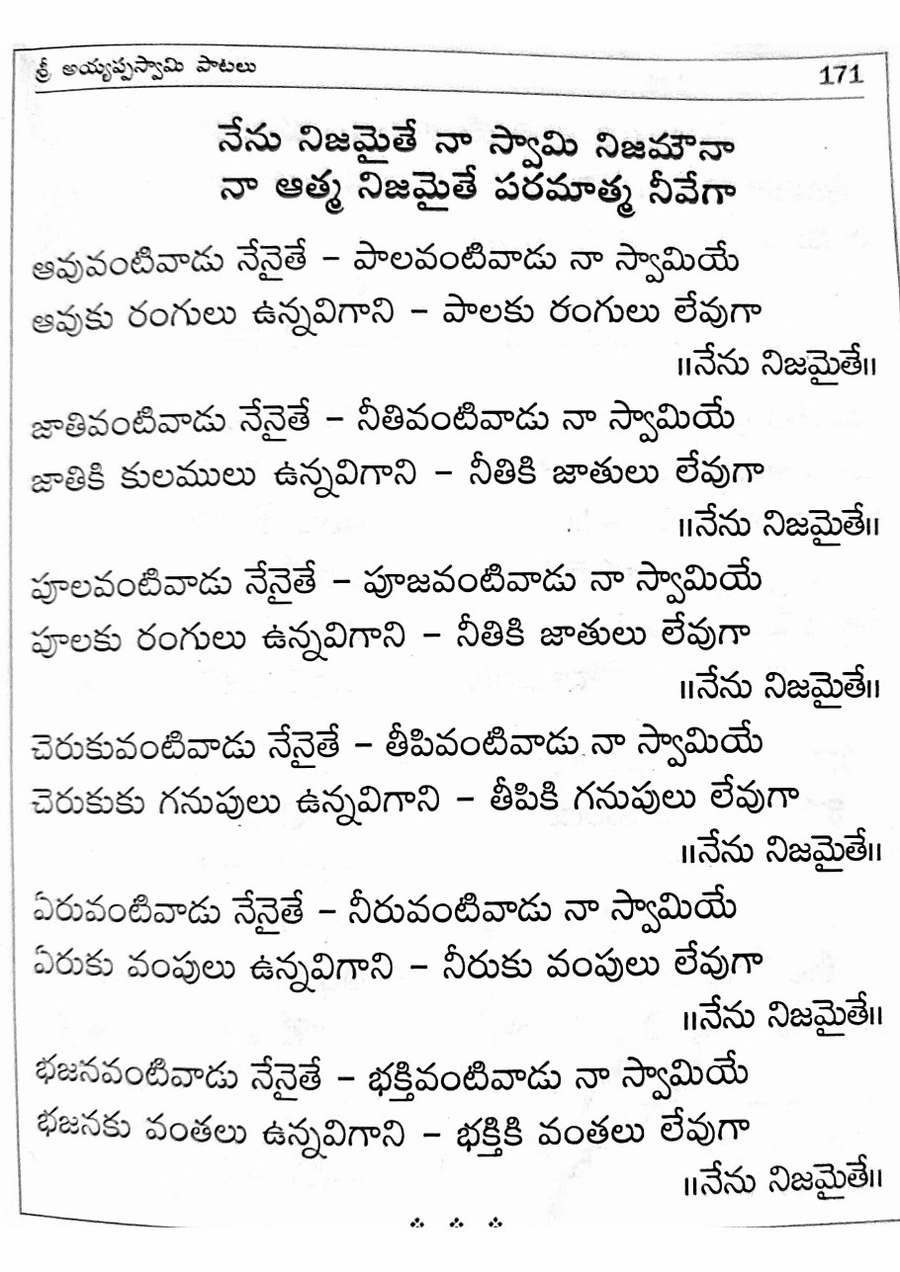 శ్రీ అయ్యప్పస్వామి పాటలు 171
నేను నిజమైతే నా స్వామి నిజమౌనా
నా ఆత్మ నిజమైతే పరమాత్మ నీవేగా
ఆవువంటివాడు నేనైతే – పాలవంటివాడు నా స్వామియే
ఆవుకు రంగులు ఉన్నవిగాని – పాలకు రంగులు లేవుగా
॥నేను నిజమైతే॥
జాతివంటివాడు నేనైతే – నీతివంటివాడు నా స్వామియే
జాతికి కులములు ఉన్నవిగాని – నీతికి జాతులు లేవుగా
॥నేను నిజమైతే॥
పూలవంటివాడు నేనైతే – పూజవంటివాడు నా స్వామియే
పూలకు రంగులు ఉన్నవిగాని – నీతికి జాతులు లేవుగా
॥నేను నిజమైతే॥
చెరుకువంటివాడు నేనైతే – తీపివంటివాడు నా స్వామియే
చెరుకుకు గనుపులు ఉన్నవిగాని – తీపికి గనుపులు లేవుగా
॥నేను నిజమైతే॥
ఏరువంటివాడు నేనైతే – నీరువంటివాడు నా స్వామియే
ఏరుకు వంపులు ఉన్నవిగాని – నీరుకు వంపులు లేవుగా
॥నేను నిజమైతే॥
భజనవంటివాడు నేనైతే – భక్తివంటివాడు నా స్వామియే
భజనకు వంతలు ఉన్నవిగాని – భక్తికి వంతలు లేవుగా
॥నేను నిజమైతే॥